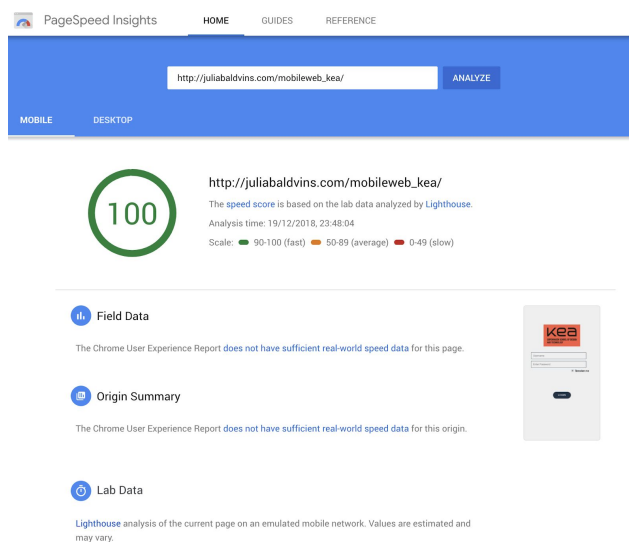 PageSpeed Insights HOME GUIDES REFERENCE
http://juliabaldvins.com/mobileweb_kea/ ANALYZE
MOBILE DESKTOP
100
http://juliabaldvins.com/mobileweb_kea/
The speed score is based on the lab data analyzed by Lighthouse.
Analysis time: 19/12/2018, 23:48:04
Scale: 90-100 (fast) 50-89 (average) 0-49 (slow)
Field Data
The Chrome User Experience Report does not have sufficient real-world speed data for this page.
Origin Summary
The Chrome User Experience Report does not have sufficient real-world speed data for this origin.
kea
Lab Data
Lighthouse analysis of the current page on an emulated mobile network. Values are estimated and
may vary.